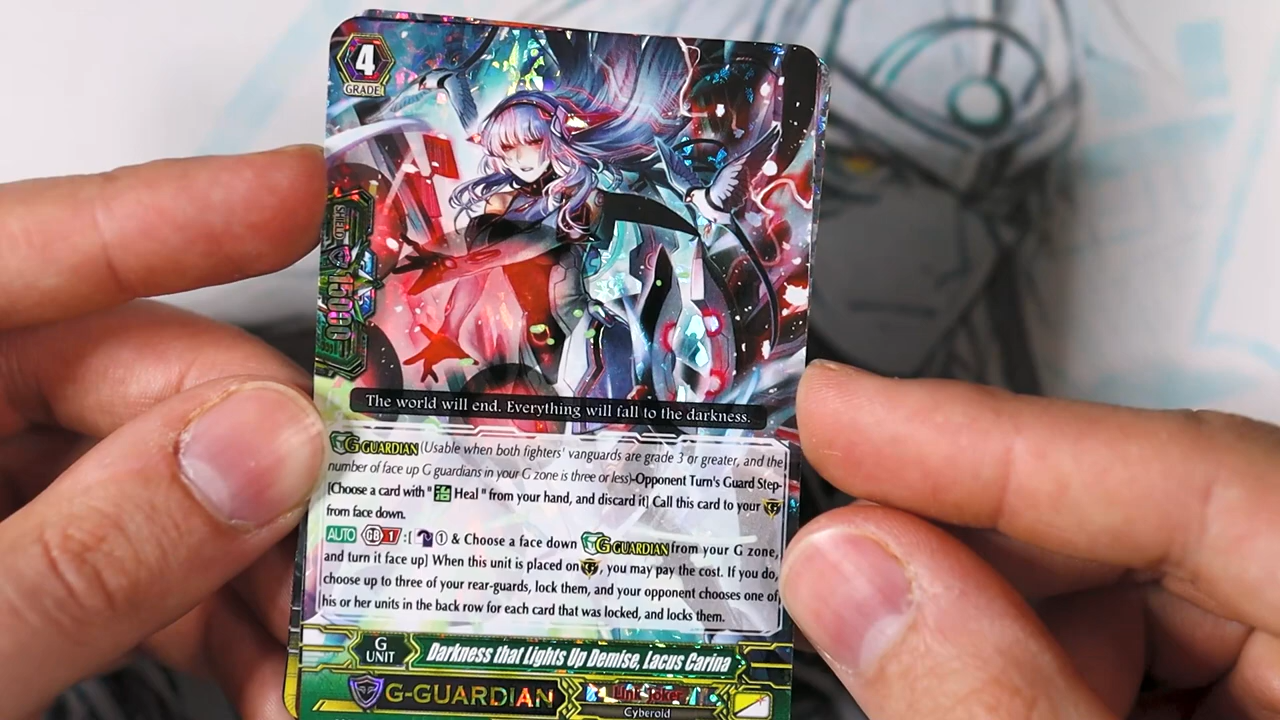 4
GRADE
SHIELD
15000
The world will end. Everything will fall to the darkness.
G GUARDIAN (Usable when both fighters' vanguards are grade 3 or greater, and the
number of face up G guardians in your G zone is three or less)-Opponent Turn's Guard Step-
[Choose a card with "治 Heal" from your hand, and discard it] Call this card to your G
from face down.
AUTO GB 1 :[ ① & Choose a face down G GUARDIAN from your G zone,
and turn it face up] When this unit is placed on G, you may pay the cost. If you do,
choose up to three of your rear-guards, lock them, and your opponent chooses one of
his or her units in the back row for each card that was locked, and locks them.
G
UNIT
Darkness that Lights Up Demise, Lacus Carina
G-GUARDIAN
Link Joker
Cyberoid